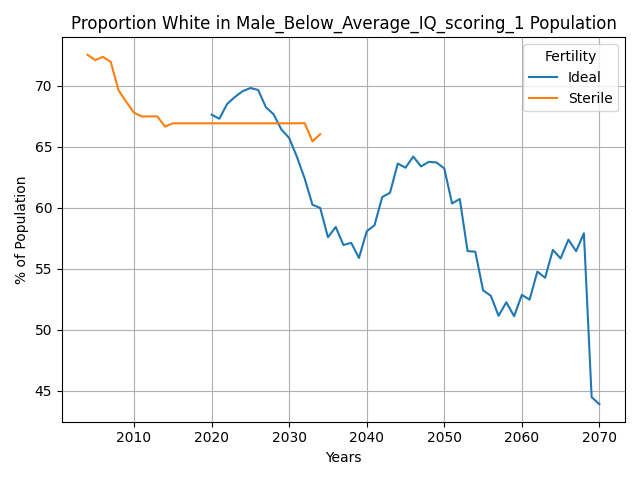 Proportion White in Male_Below_Average_IQ_scoring_1 Population
Fertility
Ideal
Sterile
% of Population
70
65
60
55
50
45
2010 2020 2030 2040 2050 2060 2070
Years